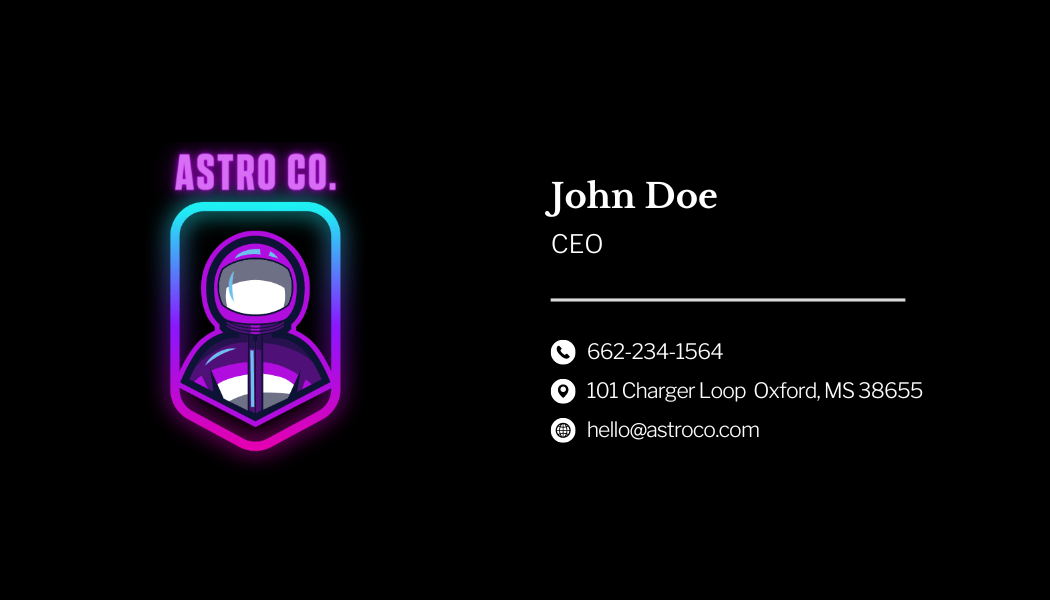 ASTRO CO.
John Doe
CEO
662-234-1564
101 Charger Loop  Oxford, MS 38655
hello@astroco.com